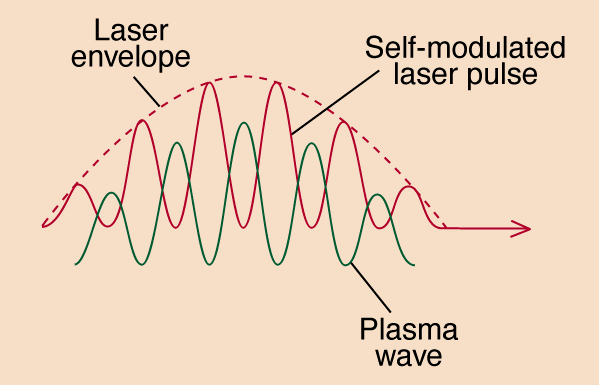 Laser
envelope
Self-modulated
laser pulse
Plasma
wave